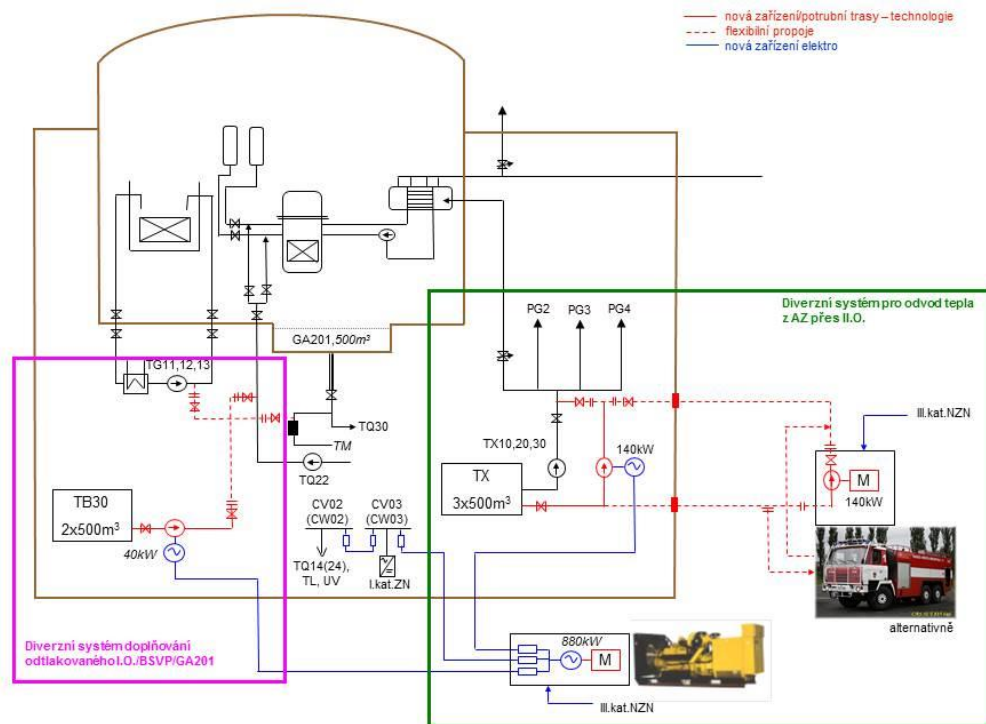 nová zařízení/potrubní trasy – technologie
flexibilní propoje
nová zařízení elektro
Diverzní systém pro odvod tepla
z AZ přes II.O.
PG2
PG3
PG4
GA201,500m³
TG11,12,13
TQ30
TM
TQ22
TX10,20,30
140kW
III.kat.NZN
TX
3x500m³
M
140kW
TB30
2x500m³
40kW
CV02
(CW02)
CV03
(CW03)
TQ14(24),
TL, UV
I.kat.ZN
alternativně
Diverzní systém doplňování
odtlakovanéhoI.O./BSVP/GA201
880kW
M
III.kat.NZN